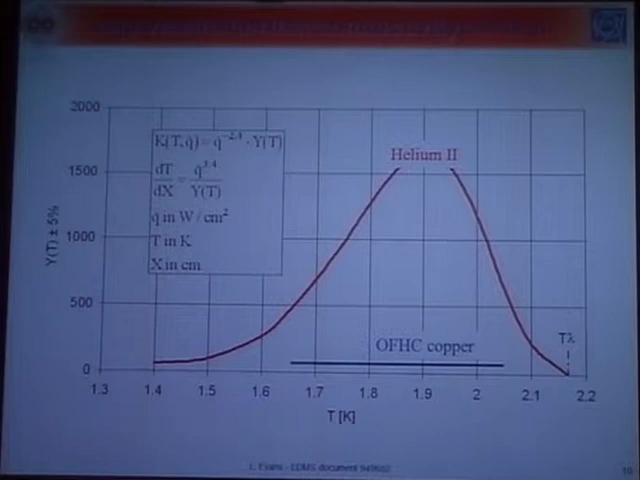 2000
K(T,q̇) = q̇^-2.4 · Y(T)
Helium II
dT/dX = q̇^3.4/Y(T)
1500
q̇ in W / cm²
T in K
1000
X in cm
Y(T) ± 5%
500
OFHC copper
Tλ
0
1.3 1.4 1.5 1.6 1.7 1.8 1.9 2 2.1 2.2
T [K]
L. Evans - EDMS document